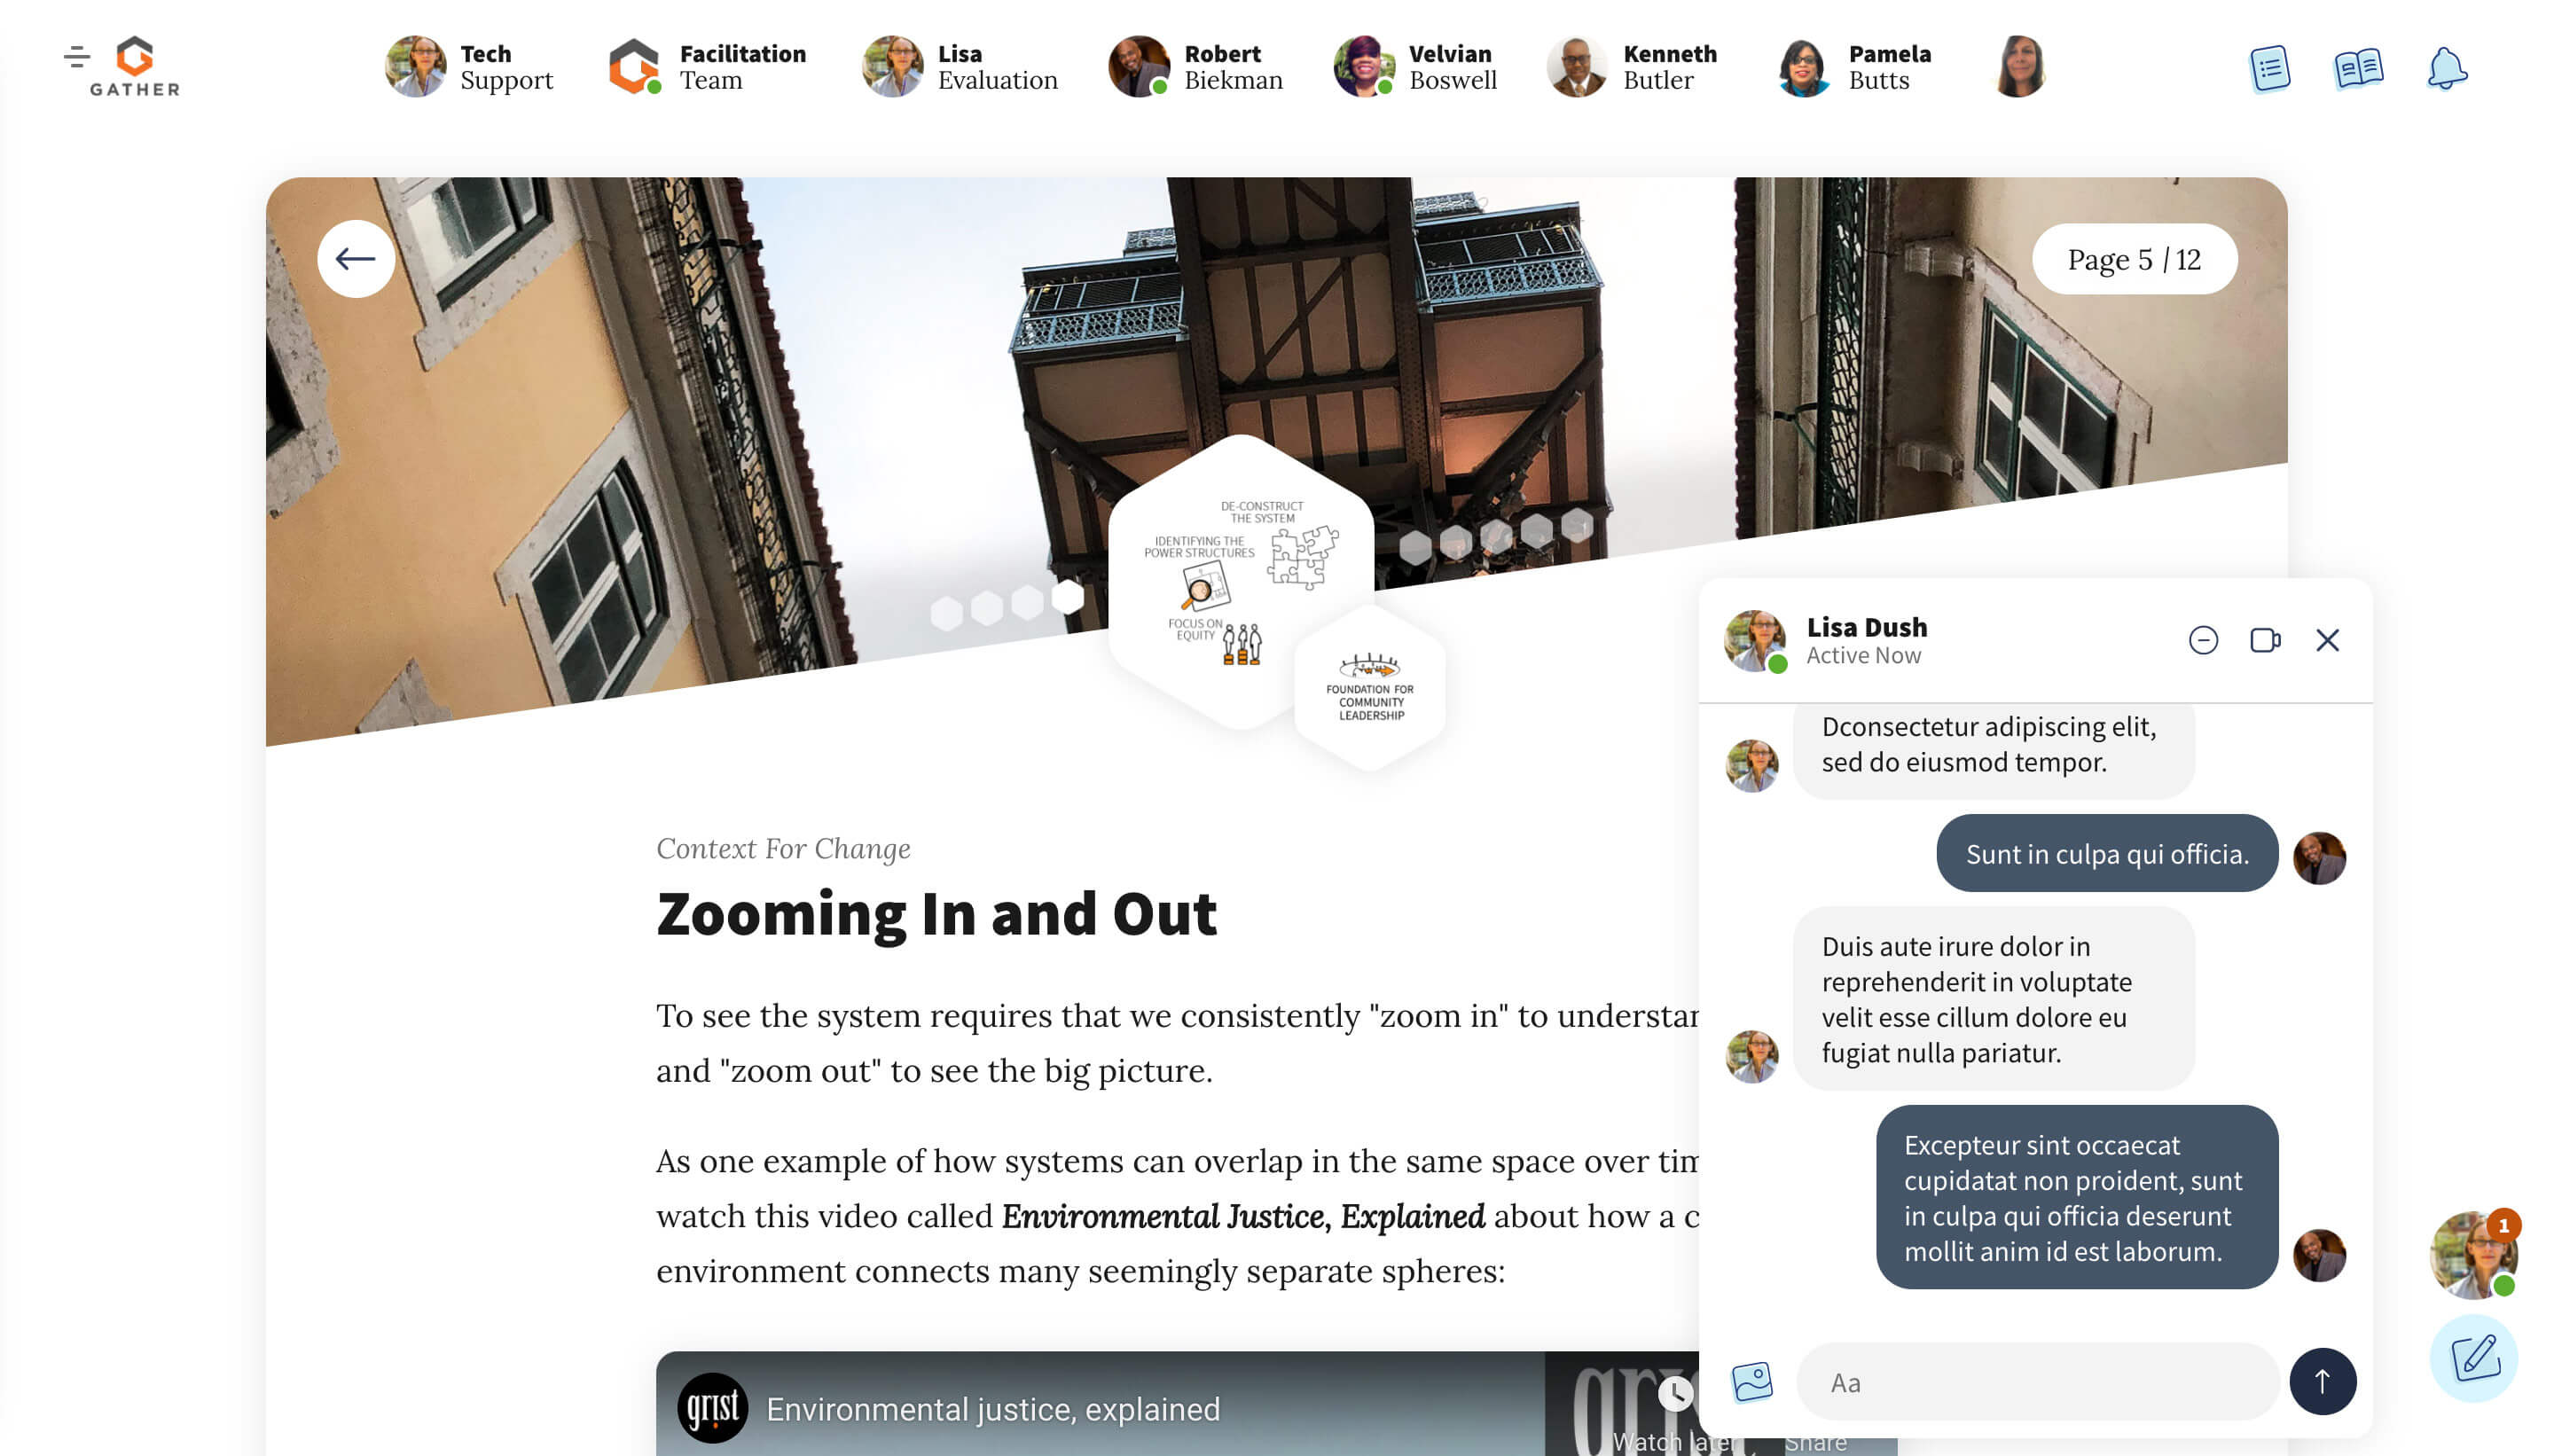 GATHER
Tech
Support
Facilitation
Team
Lisa
Evaluation
Robert
Biekman
Velvian
Boswell
Kenneth
Butler
Pamela
Butts
Page 5 / 12
DE-CONSTRUCT
THE SYSTEM
IDENTIFYING THE
POWER STRUCTURES
FOCUS ON
EQUITY
FOUNDATION FOR
COMMUNITY
LEADERSHIP
Context For Change
Zooming In and Out
To see the system requires that we consistently "zoom in" to
and "zoom out" to see the big picture.
As one example of how systems can overlap in the same space over
watch this video called Environmental Justice, Explained about how a
environment connects many seemingly separate spheres:
grist
Environmental justice, explained
grist
Watch later
Share
Lisa Dush
Active Now
Dconsectetur adipiscing elit,
sed do eiusmod tempor.
Sunt in culpa qui officia.
Duis aute irure dolor in
reprehenderit in voluptate
velit esse cillum dolore eu
fugiat nulla pariatur.
Excepteur sint occaecat
cupidatat non proident, sunt
in culpa qui officia deserunt
mollit anim id est laborum.
Aa
1